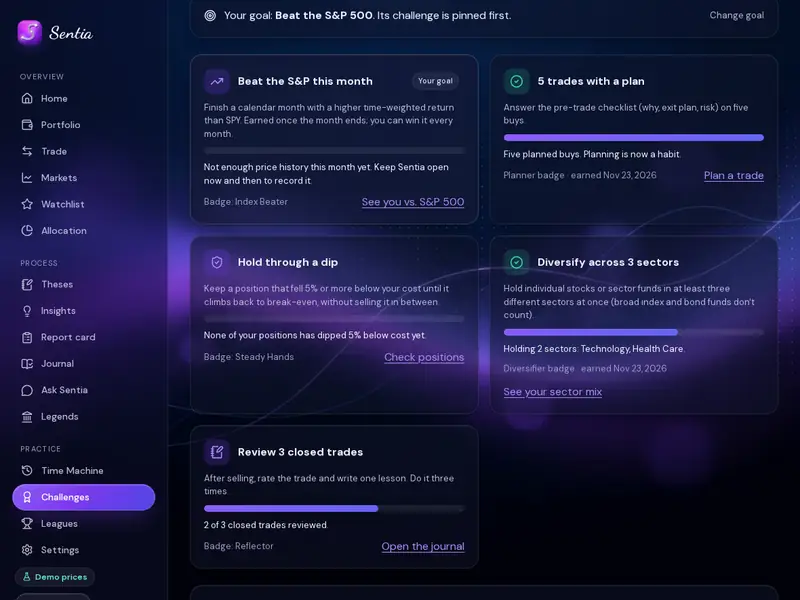 Sentia
OVERVIEW
Home
Portfolio
Trade
Markets
Watchlist
Allocation
PROCESS
Theses
Insights
Report card
Journal
Ask Sentia
Legends
PRACTICE
Time Machine
Challenges
Leagues
Settings
Demo prices
Your goal: Beat the S&P 500. Its challenge is pinned first.
Change goal
Beat the S&P this month
Your goal
Finish a calendar month with a higher time-weighted return
than SPY. Earned once the month ends; you can win it every
month.
Not enough price history this month yet. Keep Sentia open
now and then to record it.
Badge: Index Beater
See you vs. S&P 500
5 trades with a plan
Answer the pre-trade checklist (why, exit plan, risk) on five
buys.
Five planned buys. Planning is now a habit.
Planner badge · earned Nov 23, 2026
Plan a trade
Hold through a dip
Keep a position that fell 5% or more below your cost until it
climbs back to break-even, without selling it in between.
None of your positions has dipped 5% below cost yet.
Badge: Steady Hands
Check positions
Diversify across 3 sectors
Hold individual stocks or sector funds in at least three
different sectors at once (broad index and bond funds don't
count).
Holding 2 sectors: Technology, Health Care.
Diversifier badge · earned Nov 23, 2026
See your sector mix
Review 3 closed trades
After selling, rate the trade and write one lesson. Do it three
times.
2 of 3 closed trades reviewed.
Badge: Reflector
Open the journal